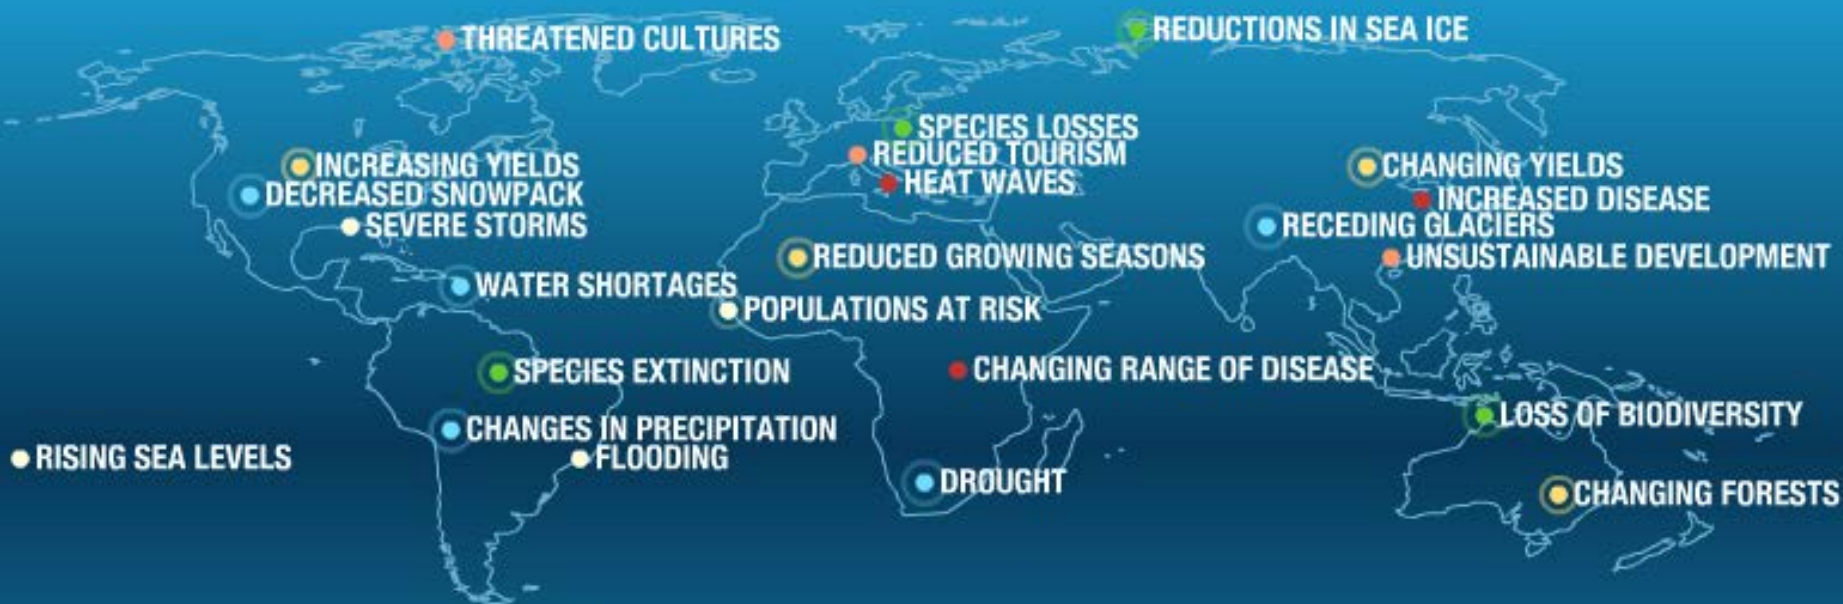 THREATENED CULTURES
REDUCTIONS IN SEA ICE
SPECIES LOSSES
REDUCED TOURISM
HEAT WAVES
INCREASING YIELDS
DECREASED SNOWPACK
SEVERE STORMS
CHANGING YIELDS
INCREASED DISEASE
RECEDING GLACIERS
UNSUSTAINABLE DEVELOPMENT
REDUCED GROWING SEASONS
WATER SHORTAGES
POPULATIONS AT RISK
SPECIES EXTINCTION
CHANGING RANGE OF DISEASE
LOSS OF BIODIVERSITY
CHANGES IN PRECIPITATION
RISING SEA LEVELS
FLOODING
DROUGHT
CHANGING FORESTS